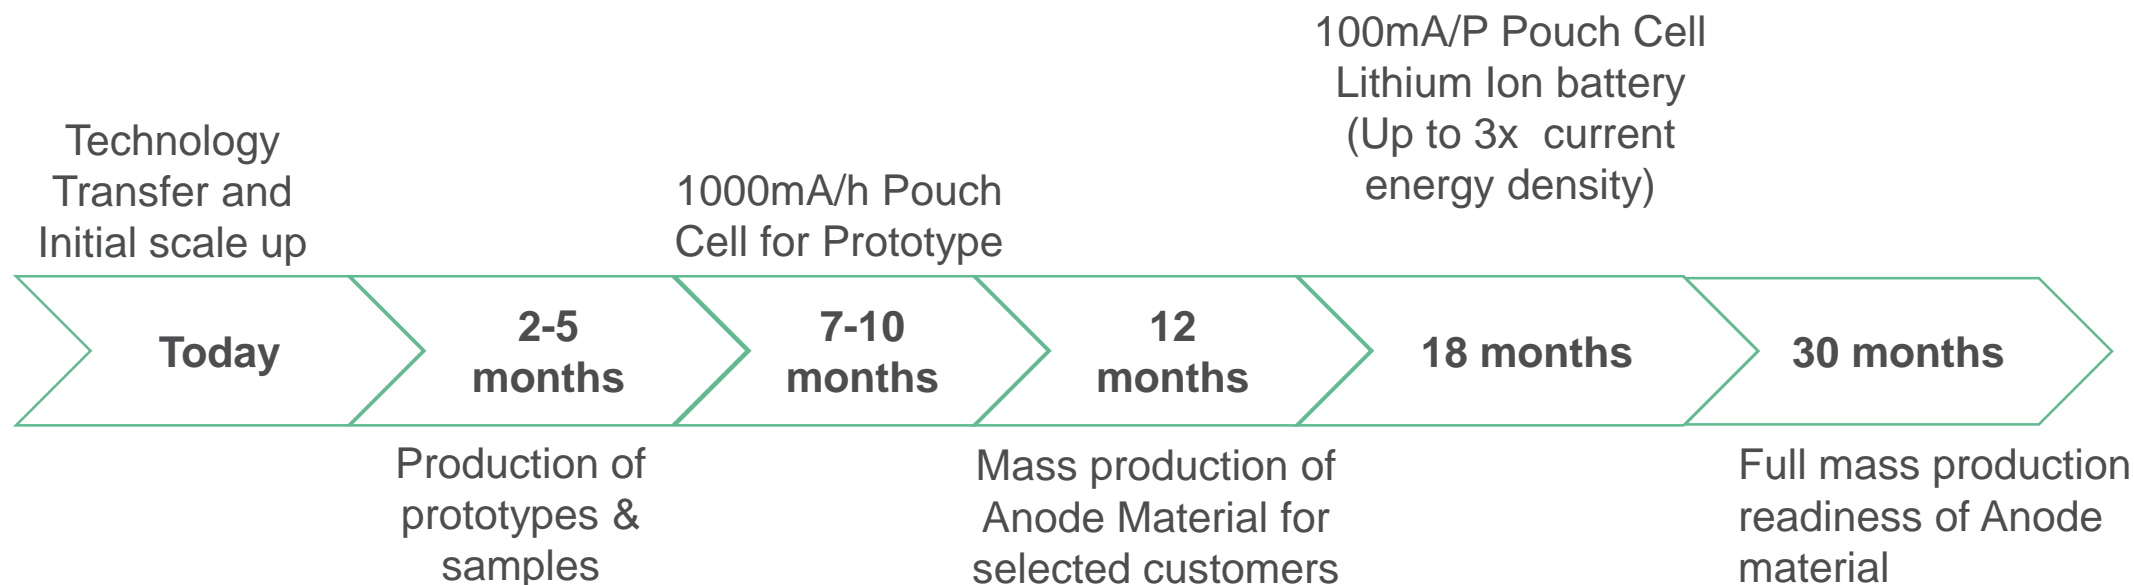 100mA/P Pouch Cell
Lithium Ion battery
(Up to 3x current
energy density)
Technology
Transfer and
Initial scale up
1000mA/h Pouch
Cell for Prototype
Today
2-5
months
7-10
months
12
months
18 months
30 months
Production of
prototypes &
samples
Mass production of
Anode Material for
selected customers
Full mass production
readiness of Anode
material